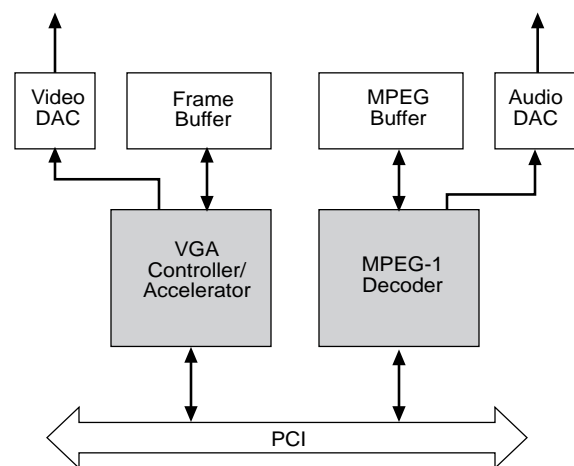 Video
DAC
Frame
Buffer
MPEG
Buffer
Audio
DAC
VGA
Controller/
Accelerator
MPEG-1
Decoder
PCI